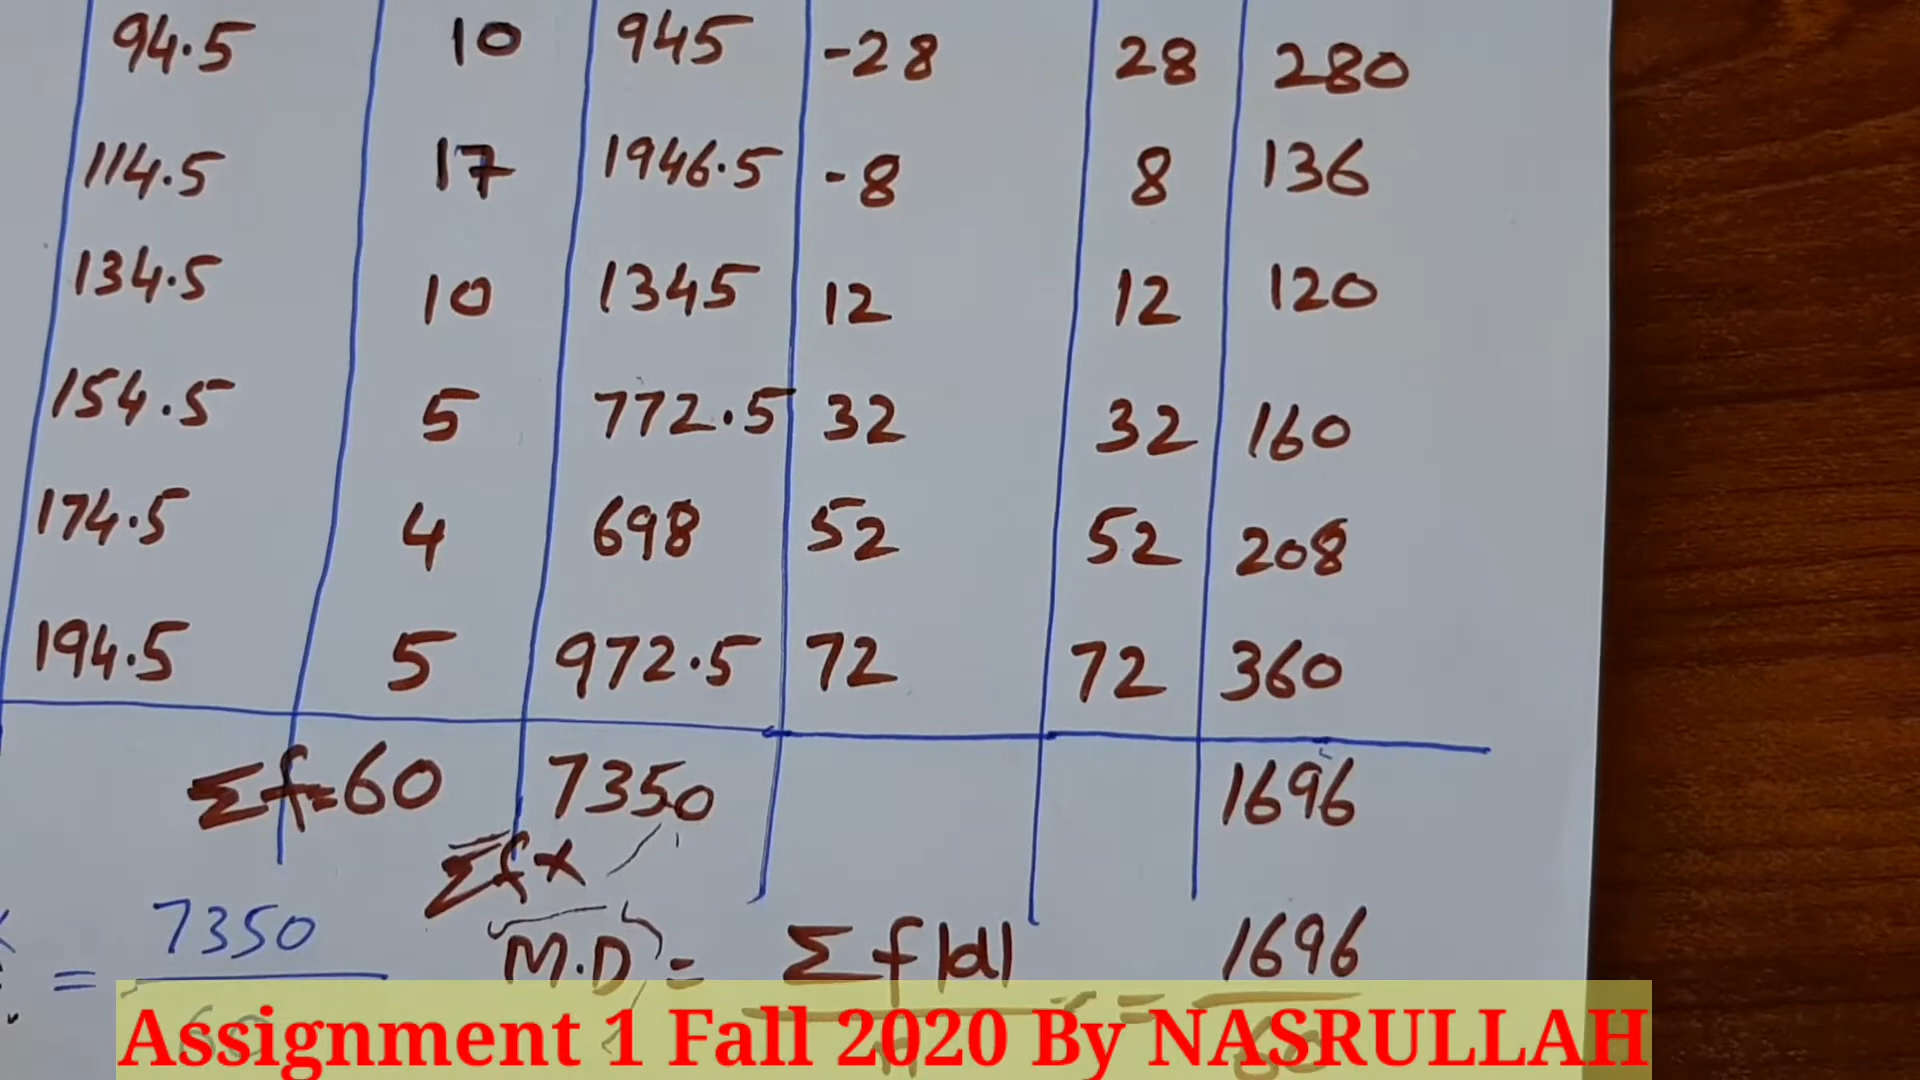 94.5 10 945 -28 28 280
114.5 17 1946.5 -8 8 136
134.5 10 1345 12 12 120
154.5 5 772.5 32 32 160
174.5 4 698 52 52 208
194.5 5 972.5 72 72 360
Σf=60 7350 1696
Σfx
= 7350 M.D = Σf|d| = 1696
60 n 60
Assignment 1 Fall 2020 By NASRULLAH